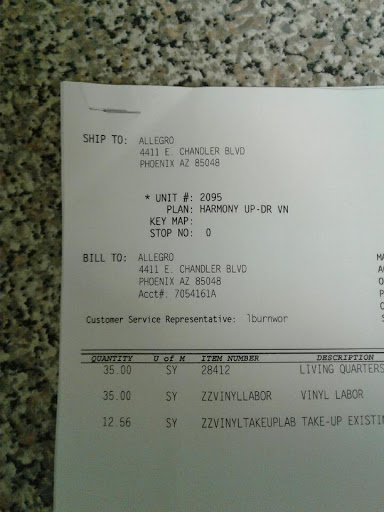 SHIP TO: ALLEGRO
4411 E. CHANDLER BLVD
PHOENIX AZ 85048
* UNIT #: 2095
PLAN: HARMONY UP-DR VN
KEY MAP:
STOP NO: 0
BILL TO: ALLEGRO
4411 E. CHANDLER BLVD
PHOENIX AZ 85048
Acct#. 7054161A
Customer Service Representative: lburnwor
QUANTITY U of M ITEM NUMBER DESCRIPTION
35.00 SY 28412 LIVING QUARTERS
35.00 SY ZZVINYLLABOR VINYL LABOR
12.56 SY ZZVINYLTAKEUPLAB TAKE-UP EXISTIN